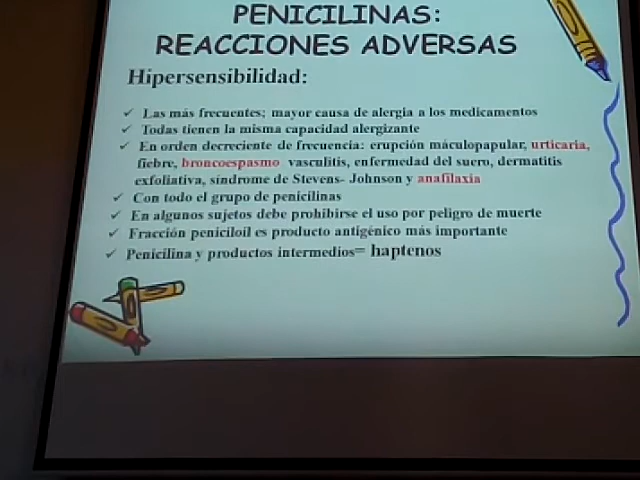 PENICILINAS:
REACCIONES ADVERSAS
Hipersensibilidad:
✓ Las más frecuentes; mayor causa de alergia a los medicamentos
✓ Todas tienen la misma capacidad alergizante
✓ En orden decreciente de frecuencia: erupción máculopapular, urticaria,
fiebre, broncoespasmo vasculitis, enfermedad del suero, dermatitis
exfoliativa, síndrome de Stevens- Johnson y anafilaxia
✓ Con todo el grupo de penicilinas
✓ En algunos sujetos debe prohibirse el uso por peligro de muerte
✓ Fracción peniciloil es producto antigénico más importante
✓ Penicilina y productos intermedios= haptenos